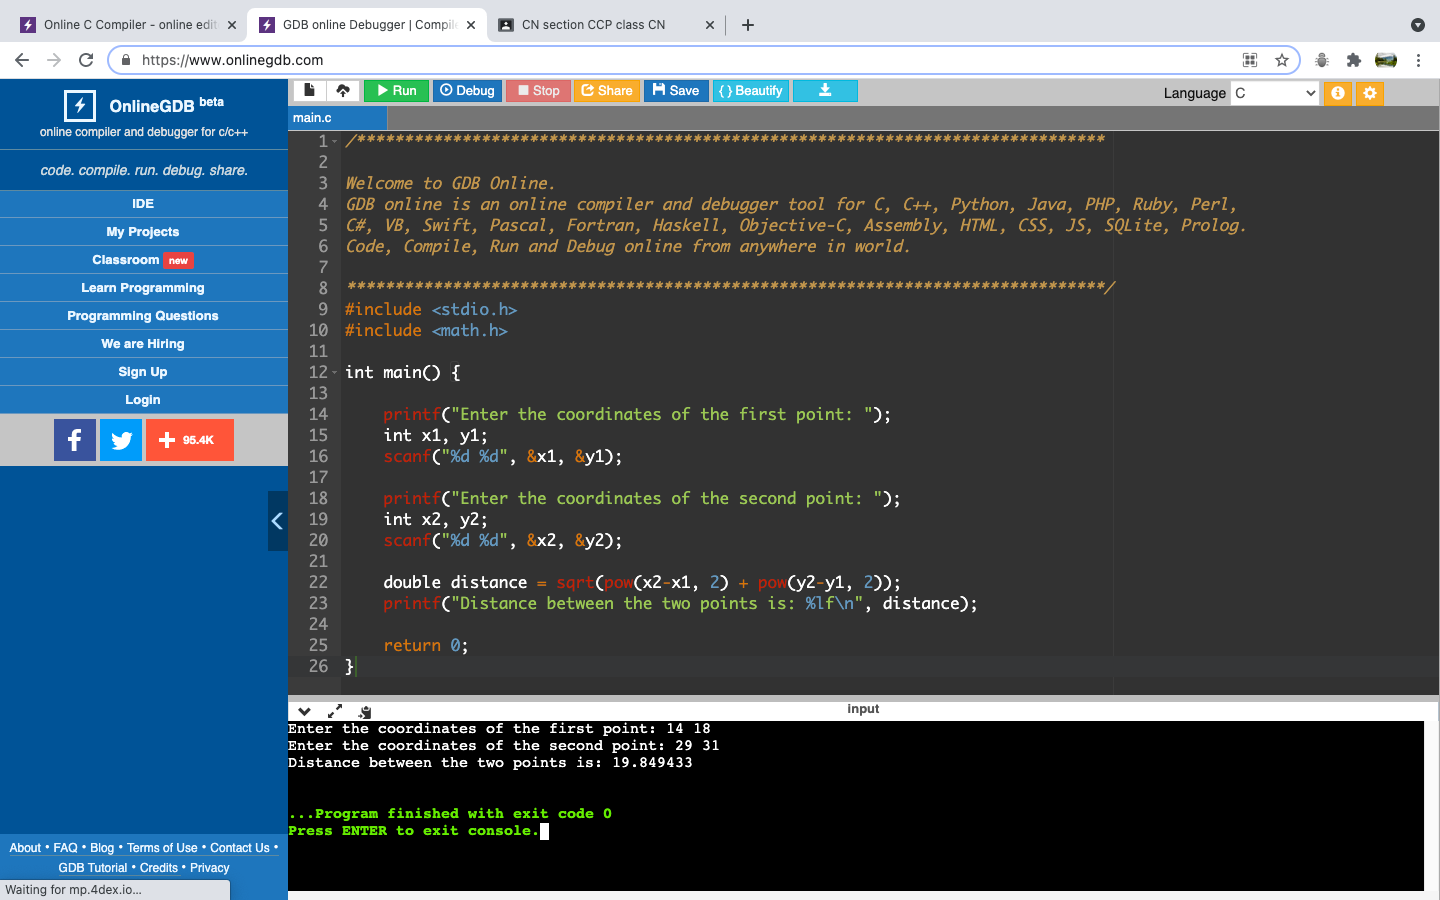 Online C Compiler - online edit
GDB online Debugger | Compile
CN section CCP class CN
https://www.onlinegdb.com
OnlineGDB beta
online compiler and debugger for c/c++
code. compile. run. debug. share.
IDE
My Projects
Classroom new
Learn Programming
Programming Questions
We are Hiring
Sign Up
Login
f
+ 95.4K
About • FAQ • Blog • Terms of Use • Contact Us •
GDB Tutorial • Credits • Privacy
Waiting for mp.4dex.io...
Run
Debug
Stop
Share
Save
{ } Beautify
Language C
main.c
1 /******************************************************************************
2
3 Welcome to GDB Online.
4 GDB online is an online compiler and debugger tool for C, C++, Python, Java, PHP, Ruby, Perl,
5 C#, VB, Swift, Pascal, Fortran, Haskell, Objective-C, Assembly, HTML, CSS, JS, SQLite, Prolog.
6 Code, Compile, Run and Debug online from anywhere in world.
7
8 *******************************************************************************/
9 #include <stdio.h>
10 #include <math.h>
11
12 int main() {
13
14 printf("Enter the coordinates of the first point: ");
15 int x1, y1;
16 scanf("%d %d", &x1, &y1);
17
18 printf("Enter the coordinates of the second point: ");
19 int x2, y2;
20 scanf("%d %d", &x2, &y2);
21
22 double distance = sqrt(pow(x2-x1, 2) + pow(y2-y1, 2));
23 printf("Distance between the two points is: %lf\n", distance);
24
25 return 0;
26 }
input
Enter the coordinates of the first point: 14 18
Enter the coordinates of the second point: 29 31
Distance between the two points is: 19.849433
...Program finished with exit code 0
Press ENTER to exit console.